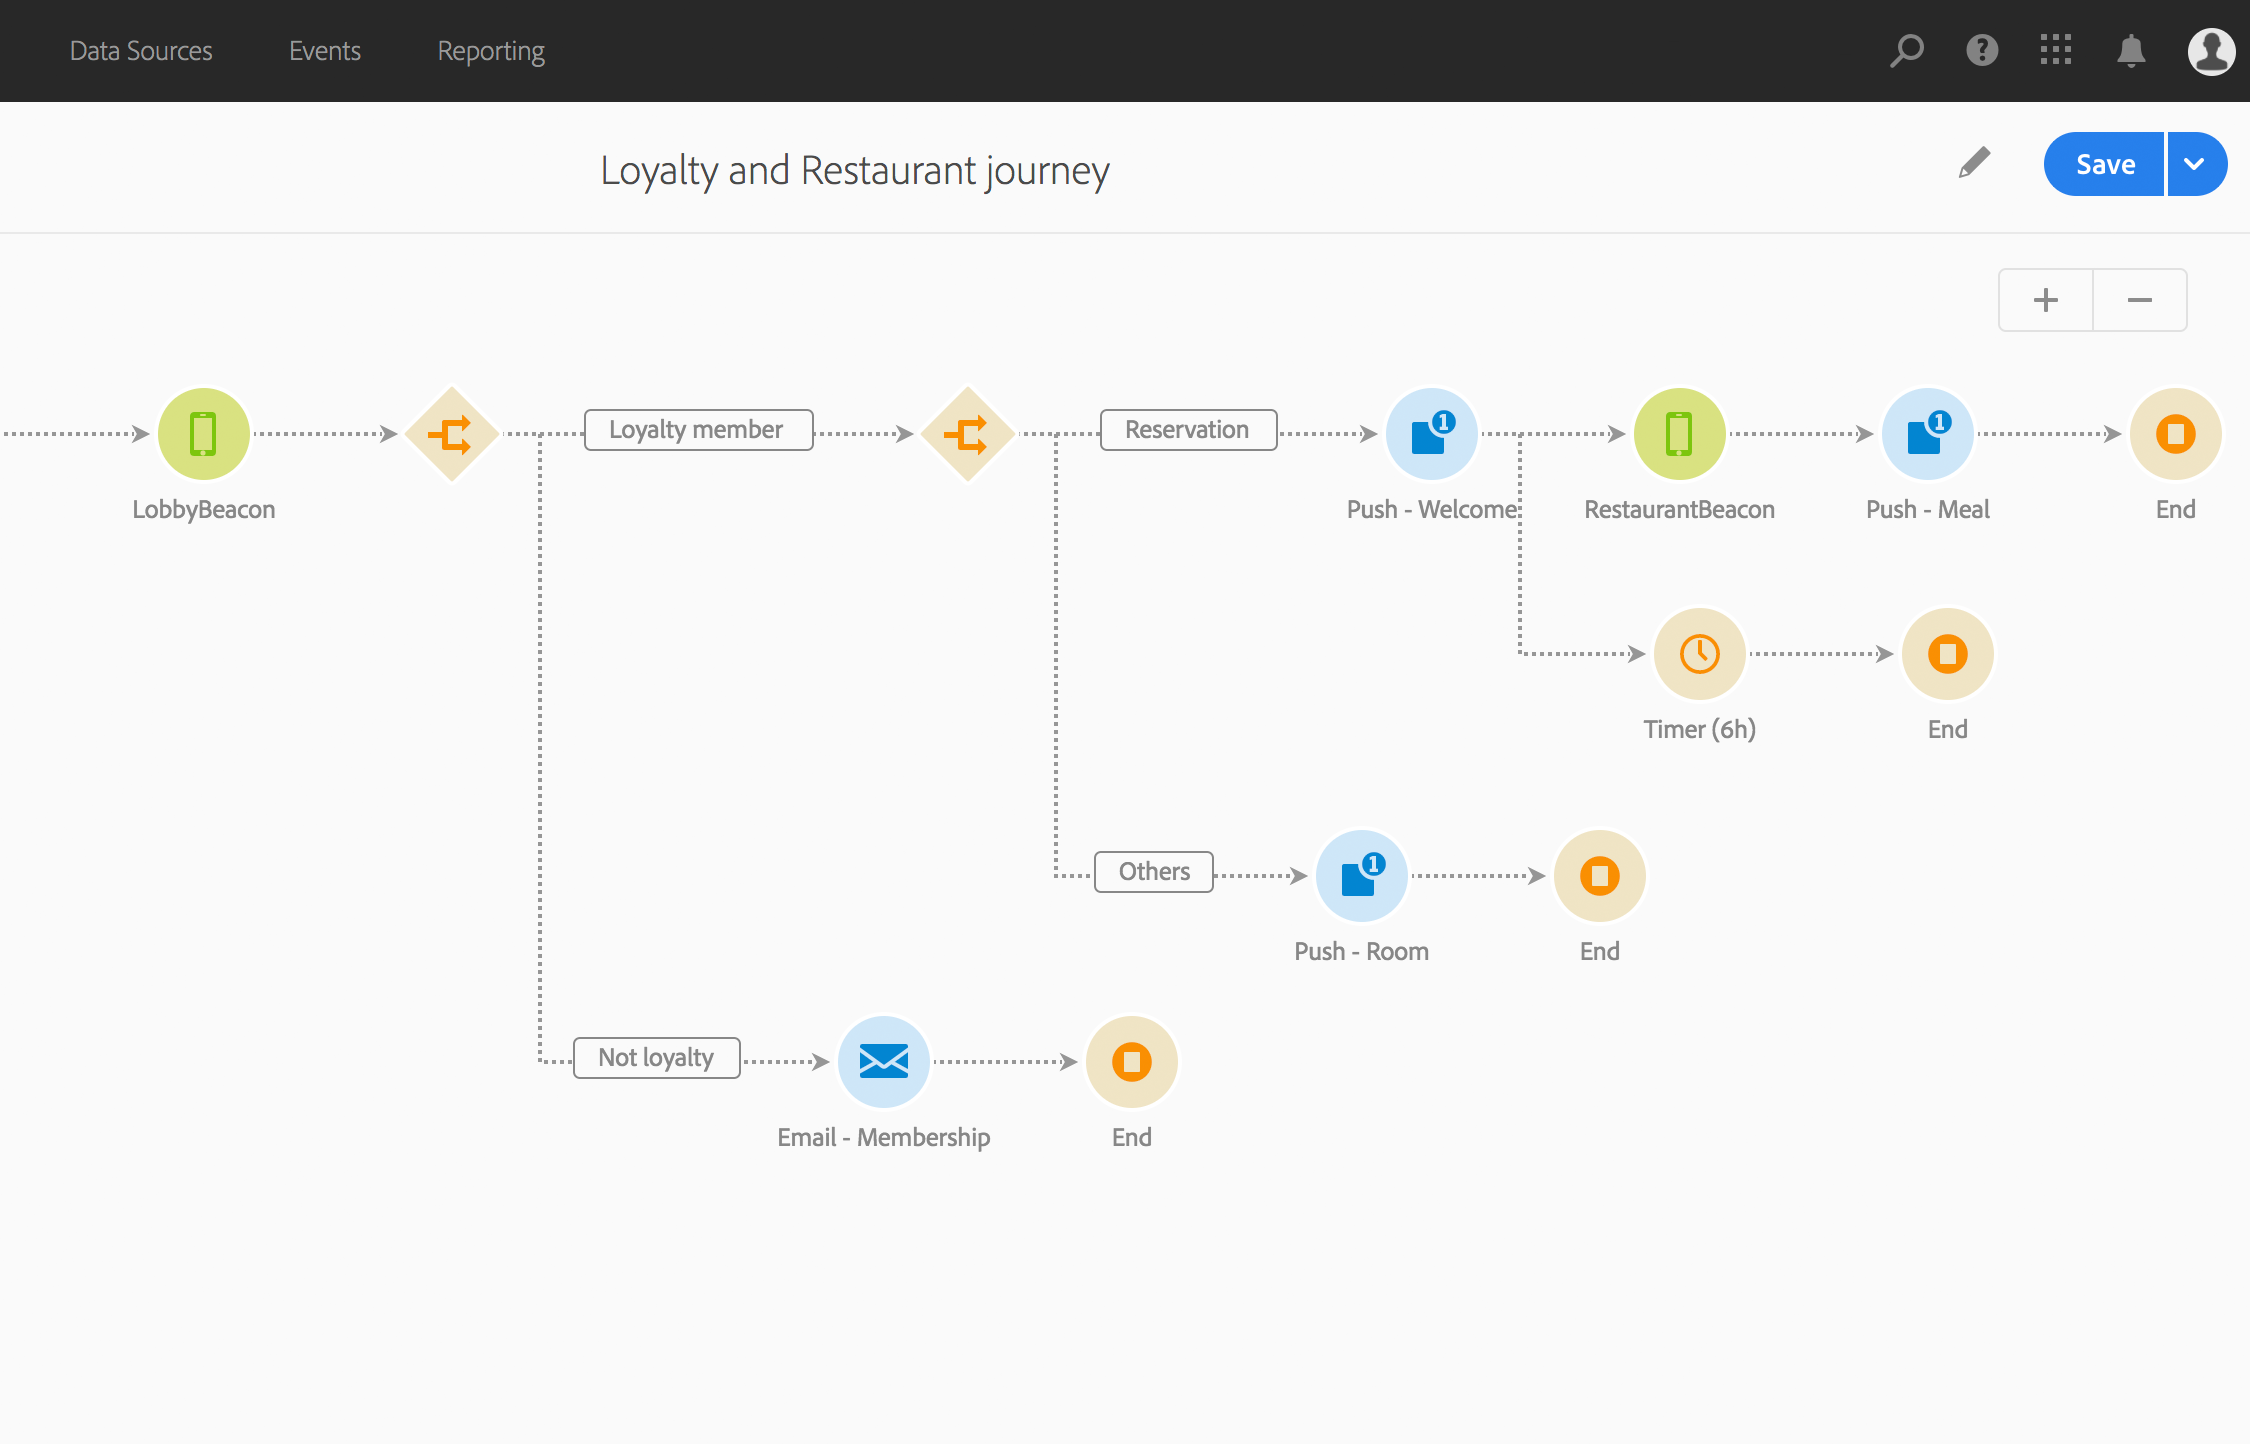 Data Sources
Events
Reporting
Loyalty and Restaurant journey
Save
Loyalty member
Reservation
1
1
LobbyBeacon
Push - Welcome
RestaurantBeacon
Push - Meal
End
Timer (6h)
End
Others
1
Push - Room
End
Not loyalty
Email - Membership
End